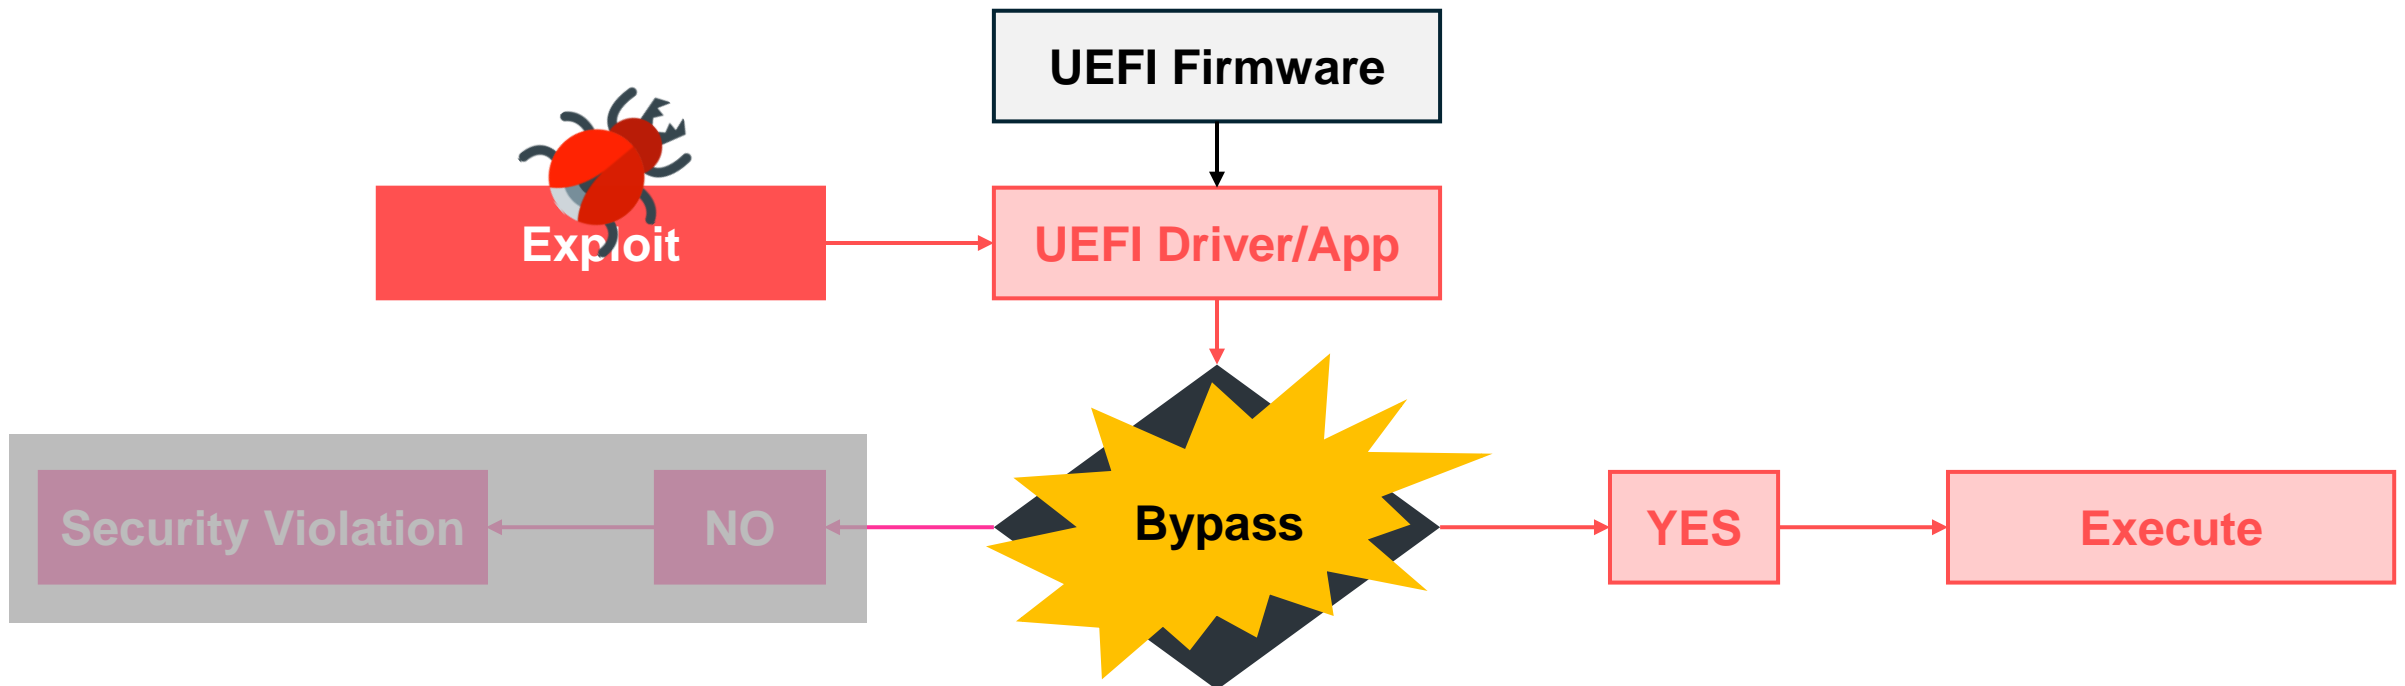 UEFI Firmware
Exploit
UEFI Driver/App
Security Violation
NO
Bypass
YES
Execute